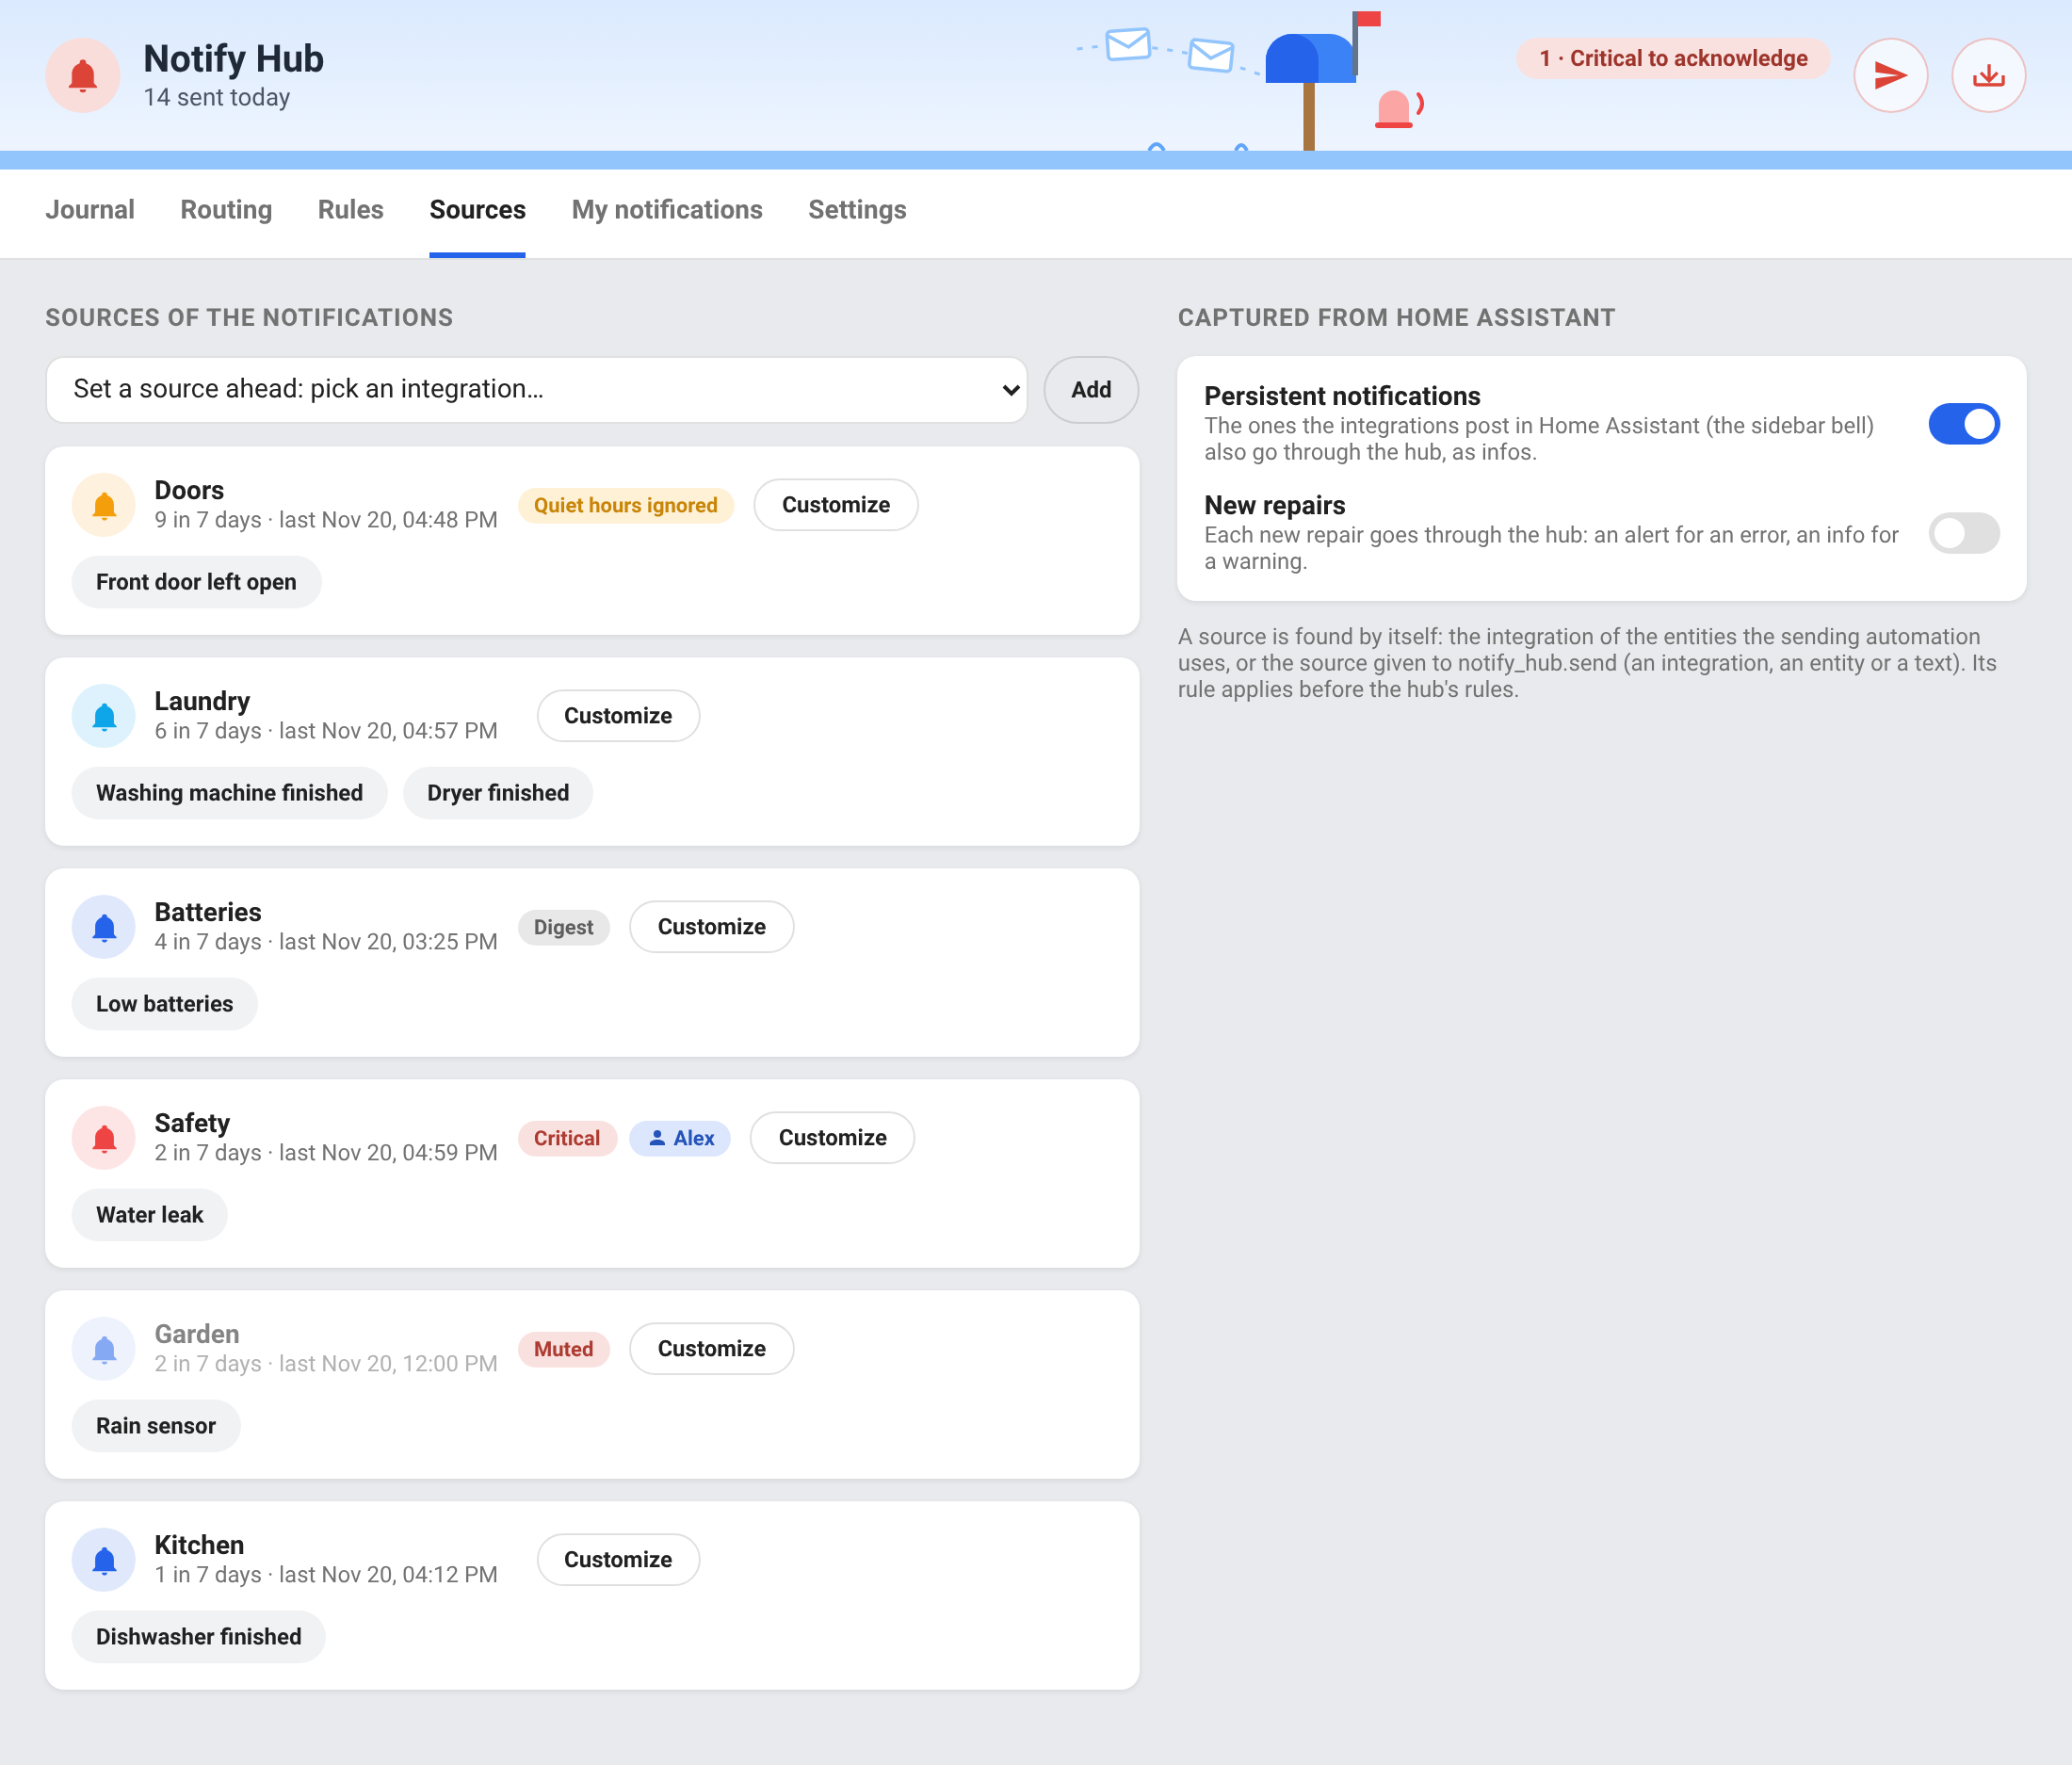 Notify Hub
14 sent today
1 · Critical to acknowledge
Journal
Routing
Rules
Sources
My notifications
Settings
SOURCES OF THE NOTIFICATIONS
Set a source ahead: pick an integration...
Add
Doors
9 in 7 days · last Nov 20, 04:48 PM
Quiet hours ignored
Customize
Front door left open
Laundry
6 in 7 days · last Nov 20, 04:57 PM
Customize
Washing machine finished
Dryer finished
Batteries
4 in 7 days · last Nov 20, 03:25 PM
Digest
Customize
Low batteries
Safety
2 in 7 days · last Nov 20, 04:59 PM
Critical
Alex
Customize
Water leak
Garden
2 in 7 days · last Nov 20, 12:00 PM
Muted
Customize
Rain sensor
Kitchen
1 in 7 days · last Nov 20, 04:12 PM
Customize
Dishwasher finished
CAPTURED FROM HOME ASSISTANT
Persistent notifications
The ones the integrations post in Home Assistant (the sidebar bell)
also go through the hub, as infos.
New repairs
Each new repair goes through the hub: an alert for an error, an info for
a warning.
A source is found by itself: the integration of the entities the sending automation
uses, or the source given to notify_hub.send (an integration, an entity or a text). Its
rule applies before the hub's rules.